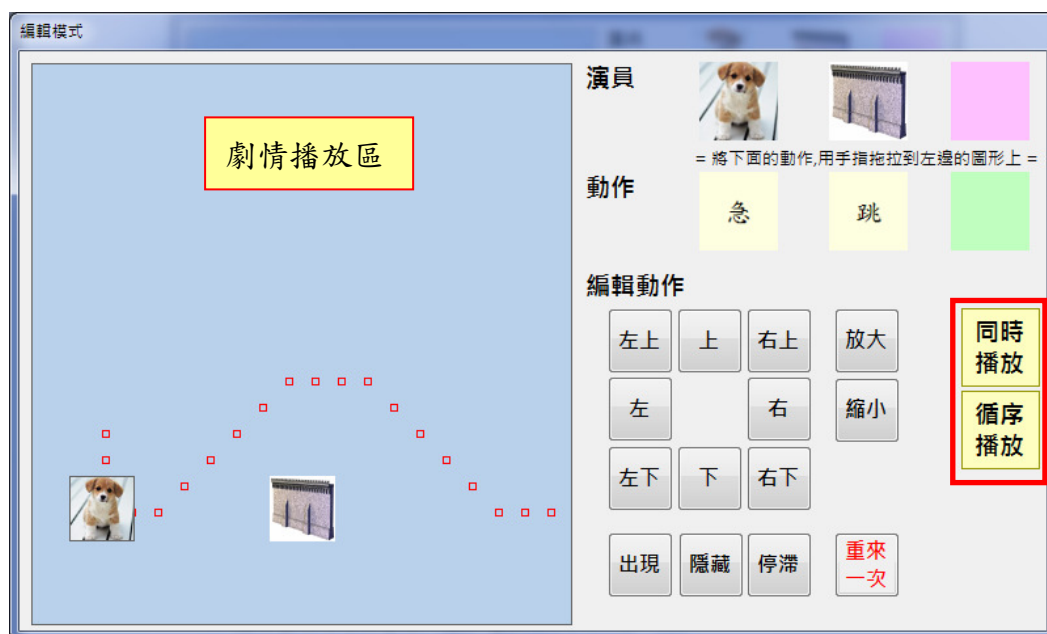 編輯模式
劇情播放區
演員
= 將下面的動作,用手指拖拉到左邊的圖形上 =
動作
急
跳
編輯動作
左上
上
右上
放大
左
右
縮小
左下
下
右下
出現
隱藏
停滯
重來
一次
同時
播放
循序
播放